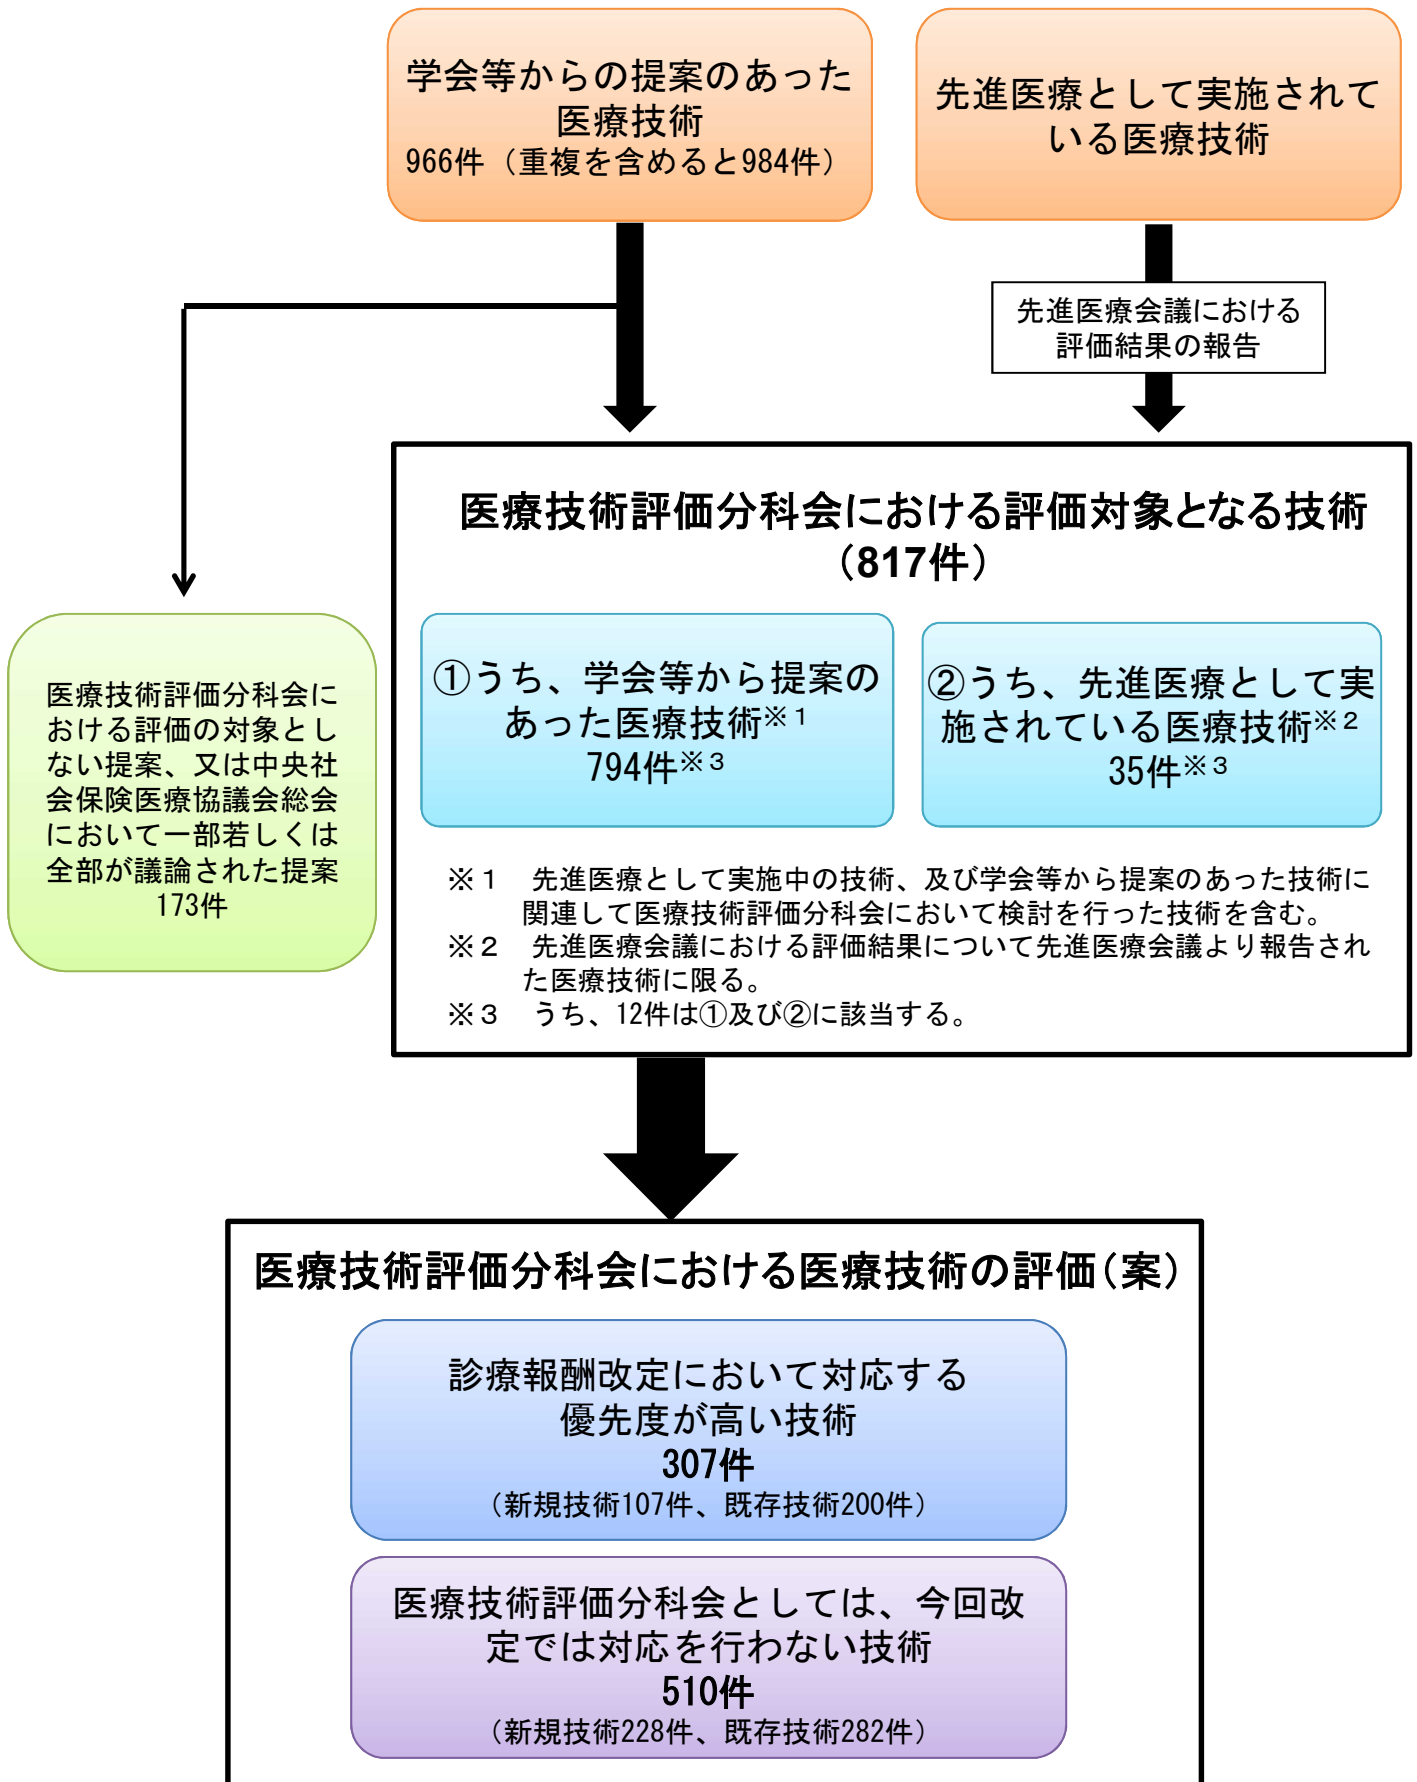 学会等からの提案のあった
医療技術
966件（重複を含めると984件）
先進医療として実施されて
いる医療技術
先進医療会議における
評価結果の報告
医療技術評価分科会における評価対象となる技術
（817件）
①うち、学会等から提案の
あった医療技術※１
794件※３
②うち、先進医療として実
施されている医療技術※２
35件※３
※１　先進医療として実施中の技術、及び学会等から提案のあった技術に
関連して医療技術評価分科会において検討を行った技術を含む。
※２　先進医療会議における評価結果について先進医療会議より報告され
た医療技術に限る。
※３　うち、12件は①及び②に該当する。
医療技術評価分科会に
おける評価の対象とし
ない提案、又は中央社
会保険医療協議会総会
において一部若しくは
全部が議論された提案
173件
医療技術評価分科会における医療技術の評価（案）
診療報酬改定において対応する
優先度が高い技術
307件
（新規技術107件、既存技術200件）
医療技術評価分科会としては、今回改
定では対応を行わない技術
510件
（新規技術228件、既存技術282件）